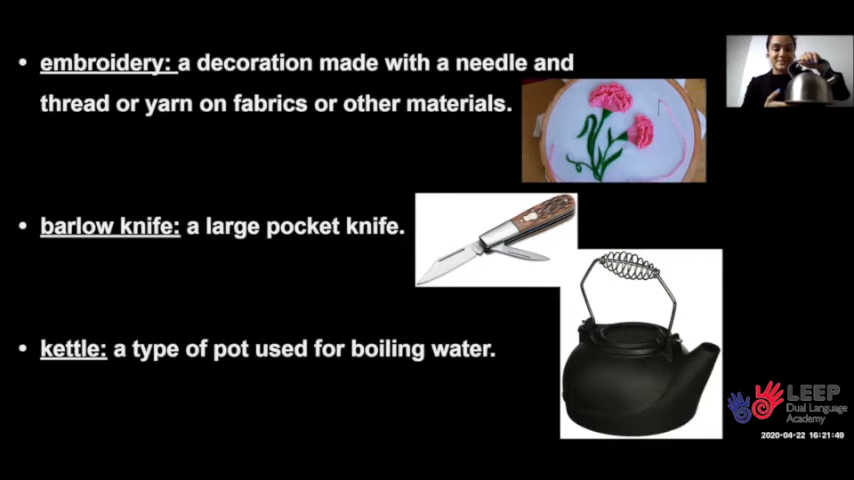 • embroidery: a decoration made with a needle and
thread or yarn on fabrics or other materials.
• barlow knife: a large pocket knife.
• kettle: a type of pot used for boiling water.
LEEP
Dual Language
Academy
2020-04-22 16:21:49